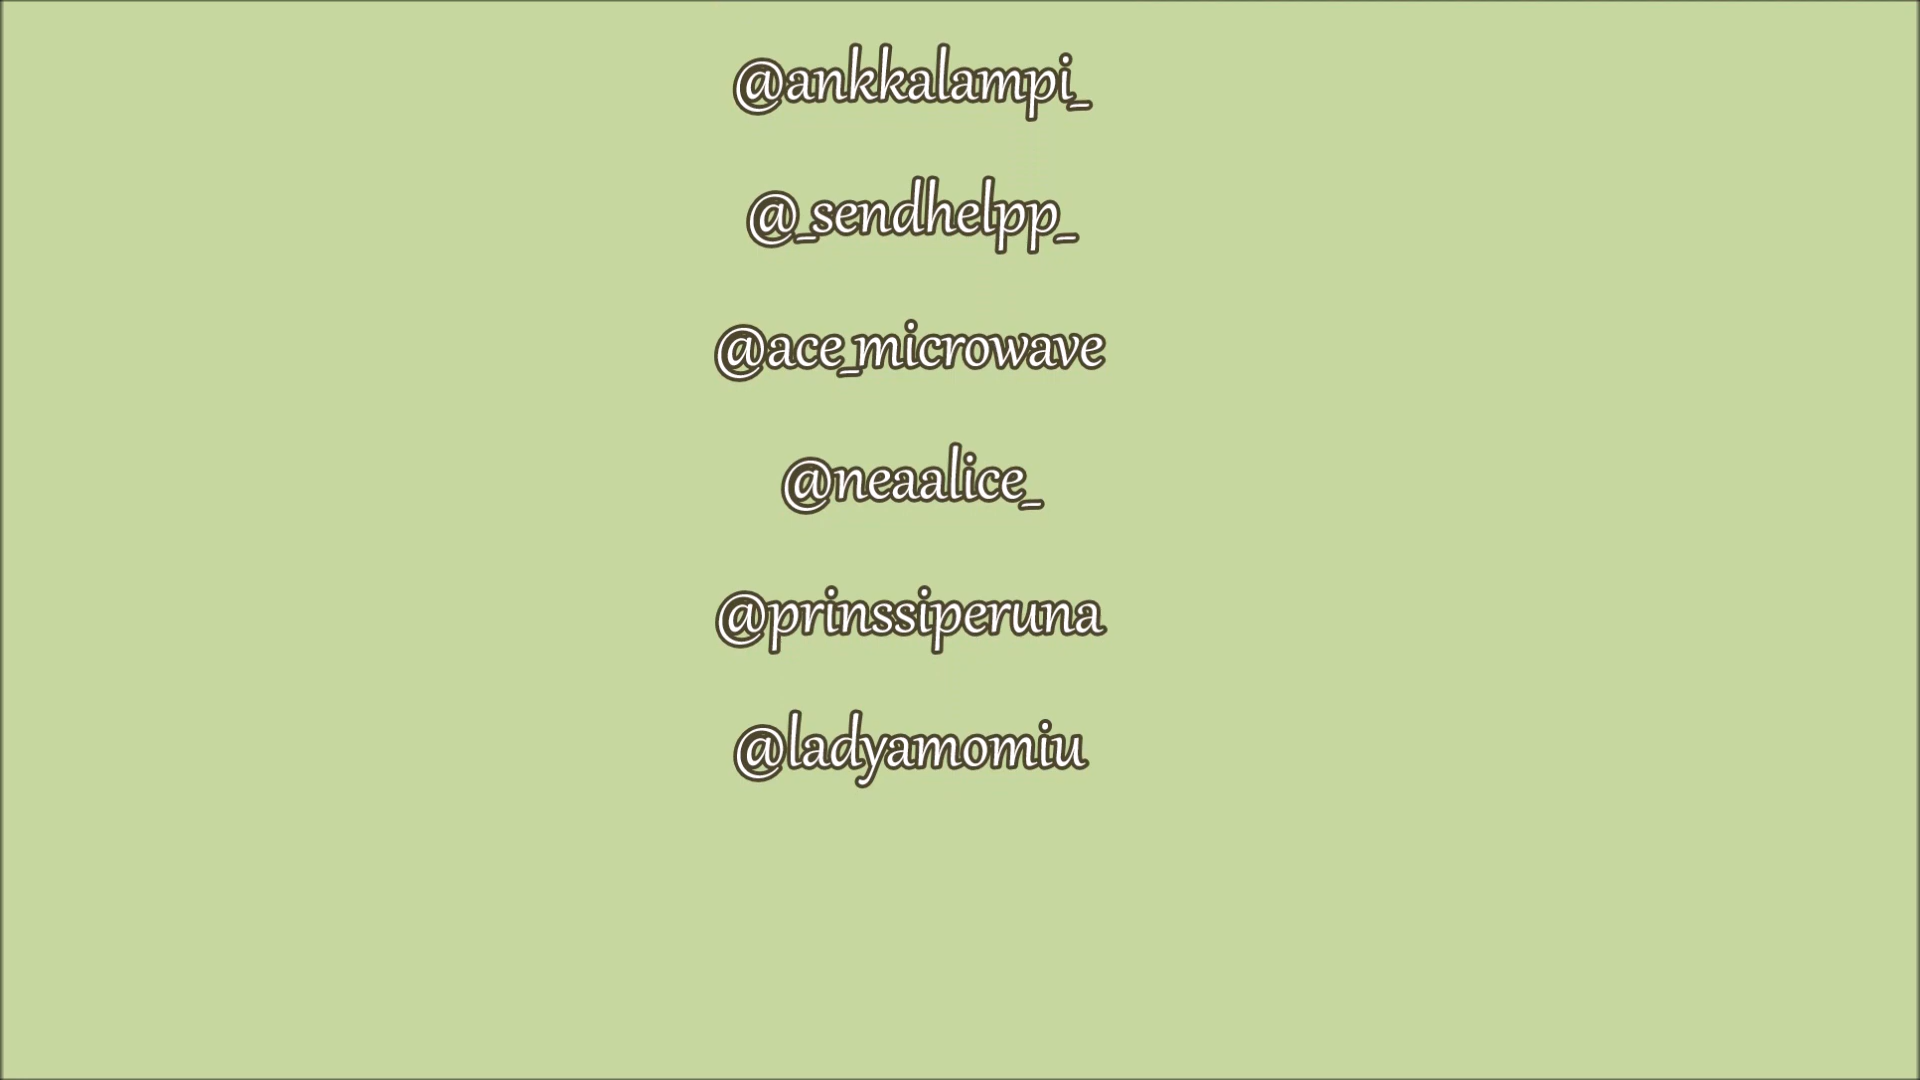 @ankkalampi_
@_sendhelpp_
@ace_microwave
@neaalice_
@prinssiperuna
@ladyamomiu